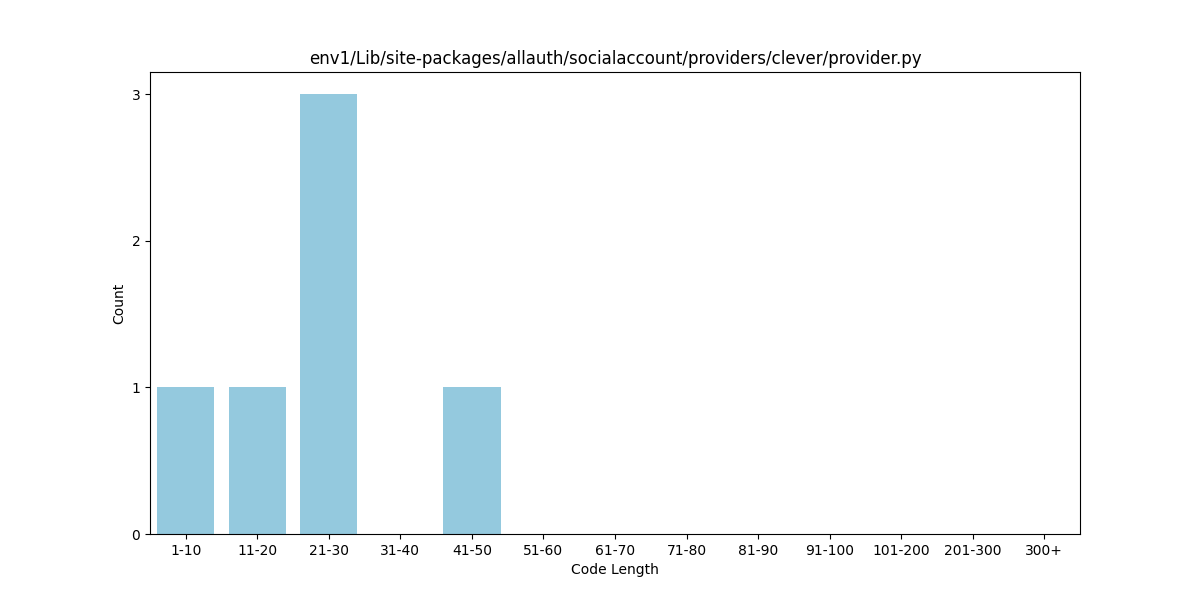 env1/Lib/site-packages/allauth/socialaccount/providers/clever/provider.py
3
2
1
0
Count
1-10 11-20 21-30 31-40 41-50 51-60 61-70 71-80 81-90 91-100 101-200 201-300 300+
Code Length